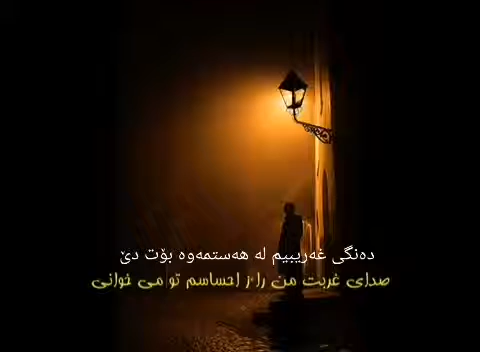 دەنگی غەریبیم لە هەستمەوە بۆت دێ
صدای غربت من را ز احساسم تو می خوانی